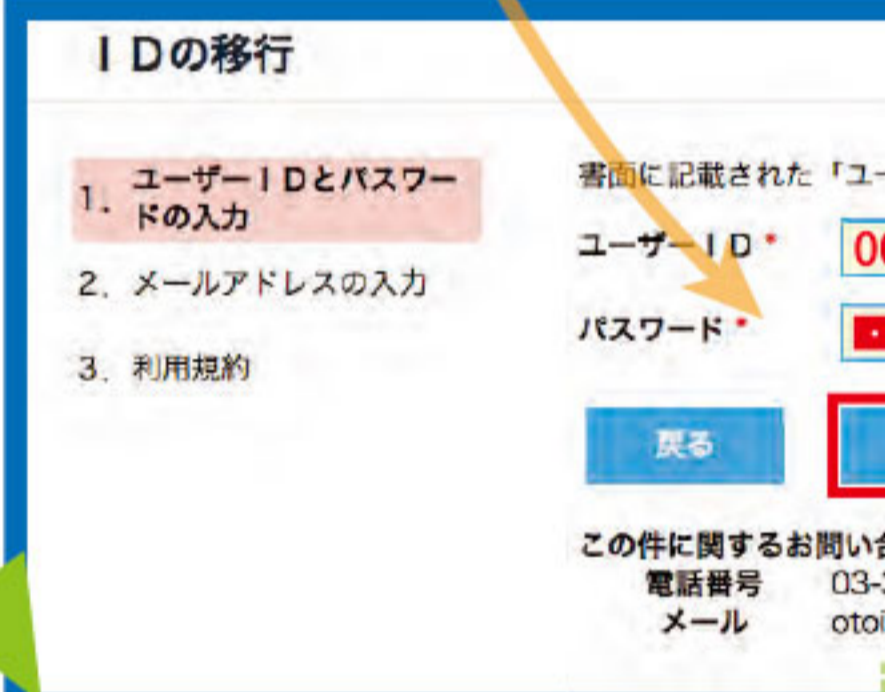 ＩＤの移行
1. ユーザーＩＤとパスワー
ドの入力
2. メールアドレスの入力
3. 利用規約
書面に記載された「ユー
ユーザーＩＤ *
パスワード *
戻る
この件に関するお問い合
電話番号 03-
メール otoi